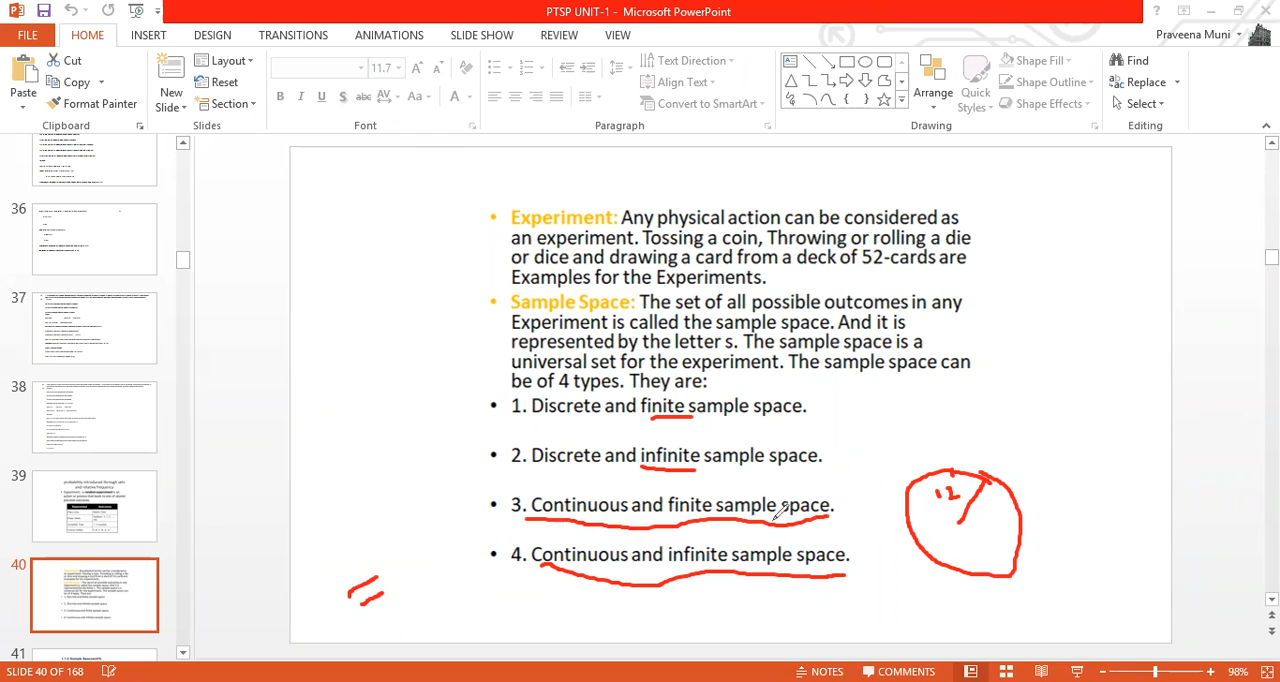 PTSP UNIT-1 - Microsoft PowerPoint
FILE HOME INSERT DESIGN TRANSITIONS ANIMATIONS SLIDE SHOW REVIEW VIEW Praveena Muni
Paste
Cut
Copy
Format Painter
Clipboard
New Slide
Layout
Reset
Section
Slides
11.7
B I U S abc AV Aa A
Font
Text Direction
Align Text
Convert to SmartArt
Paragraph
Arrange
Quick Styles
Shape Fill
Shape Outline
Shape Effects
Drawing
Find
Replace
Select
Editing
36
37
38
39
probability introduced through sets and relative frequency
40
41
• Experiment: Any physical action can be considered as
an experiment. Tossing a coin, Throwing or rolling a die
or dice and drawing a card from a deck of 52-cards are
Examples for the Experiments.
• Sample Space: The set of all possible outcomes in any
Experiment is called the sample space. And it is
represented by the letter s. The sample space is a
universal set for the experiment. The sample space can
be of 4 types. They are:
• 1. Discrete and finite sample space.
• 2. Discrete and infinite sample space.
• 3. Continuous and finite sample space.
• 4. Continuous and infinite sample space.
12
SLIDE 40 OF 168 NOTES COMMENTS 98%